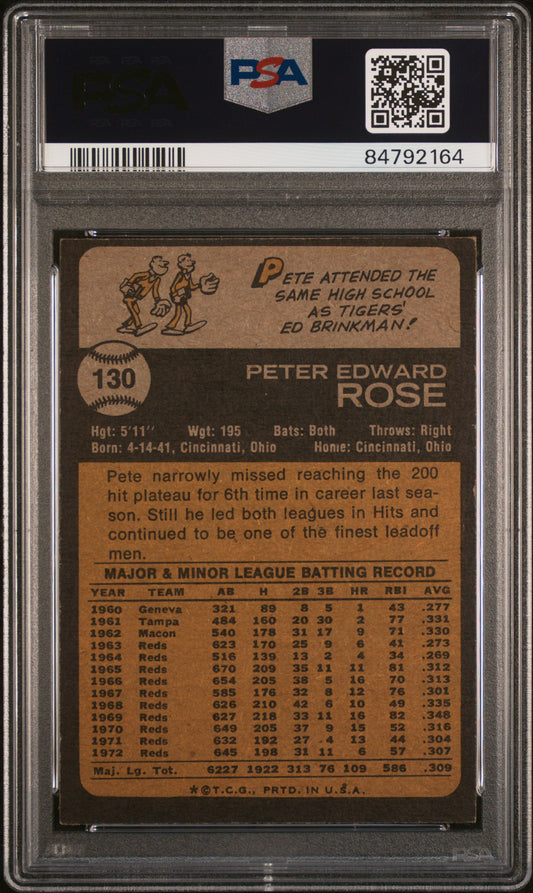 PSA
PSA
84792164
PETE ATTENDED THE
SAME HIGH SCHOOL
AS TIGERS'
ED BRINKMAN!
130
PETER EDWARD
ROSE
Hgt: 5'11" Wgt: 195 Bats: Both Throws: Right
Born: 4-14-41, Cincinnati, Ohio Home: Cincinnati, Ohio
Pete narrowly missed reaching the 200
hit plateau for 6th time in career last sea-
son. Still he led both leagues in Hits and
continued to be one of the finest leadoff
men.
MAJOR & MINOR LEAGUE BATTING RECORD
YEAR TEAM AB H 2B 3B HR RBI AVG
1960 Geneva 321 89 8 5 1 43 .277
1961 Tampa 484 160 20 30 2 77 .331
1962 Macon 540 178 31 17 9 71 .330
1963 Reds 623 170 25 9 6 41 .273
1964 Reds 516 139 13 2 4 34 .269
1965 Reds 670 209 35 11 11 81 .312
1966 Reds 654 205 38 5 16 70 .313
1967 Reds 585 176 32 8 12 76 .301
1968 Reds 626 210 42 6 10 49 .335
1969 Reds 627 218 33 11 16 82 .348
1970 Reds 649 205 37 9 15 52 .316
1971 Reds 632 192 27 4 13 44 .304
1972 Reds 645 198 31 11 6 57 .307
Maj. Lg. Tot. 6227 1922 313 76 109 586 .309
*©T.C.G., PRTD. IN U.S.A.
PSA